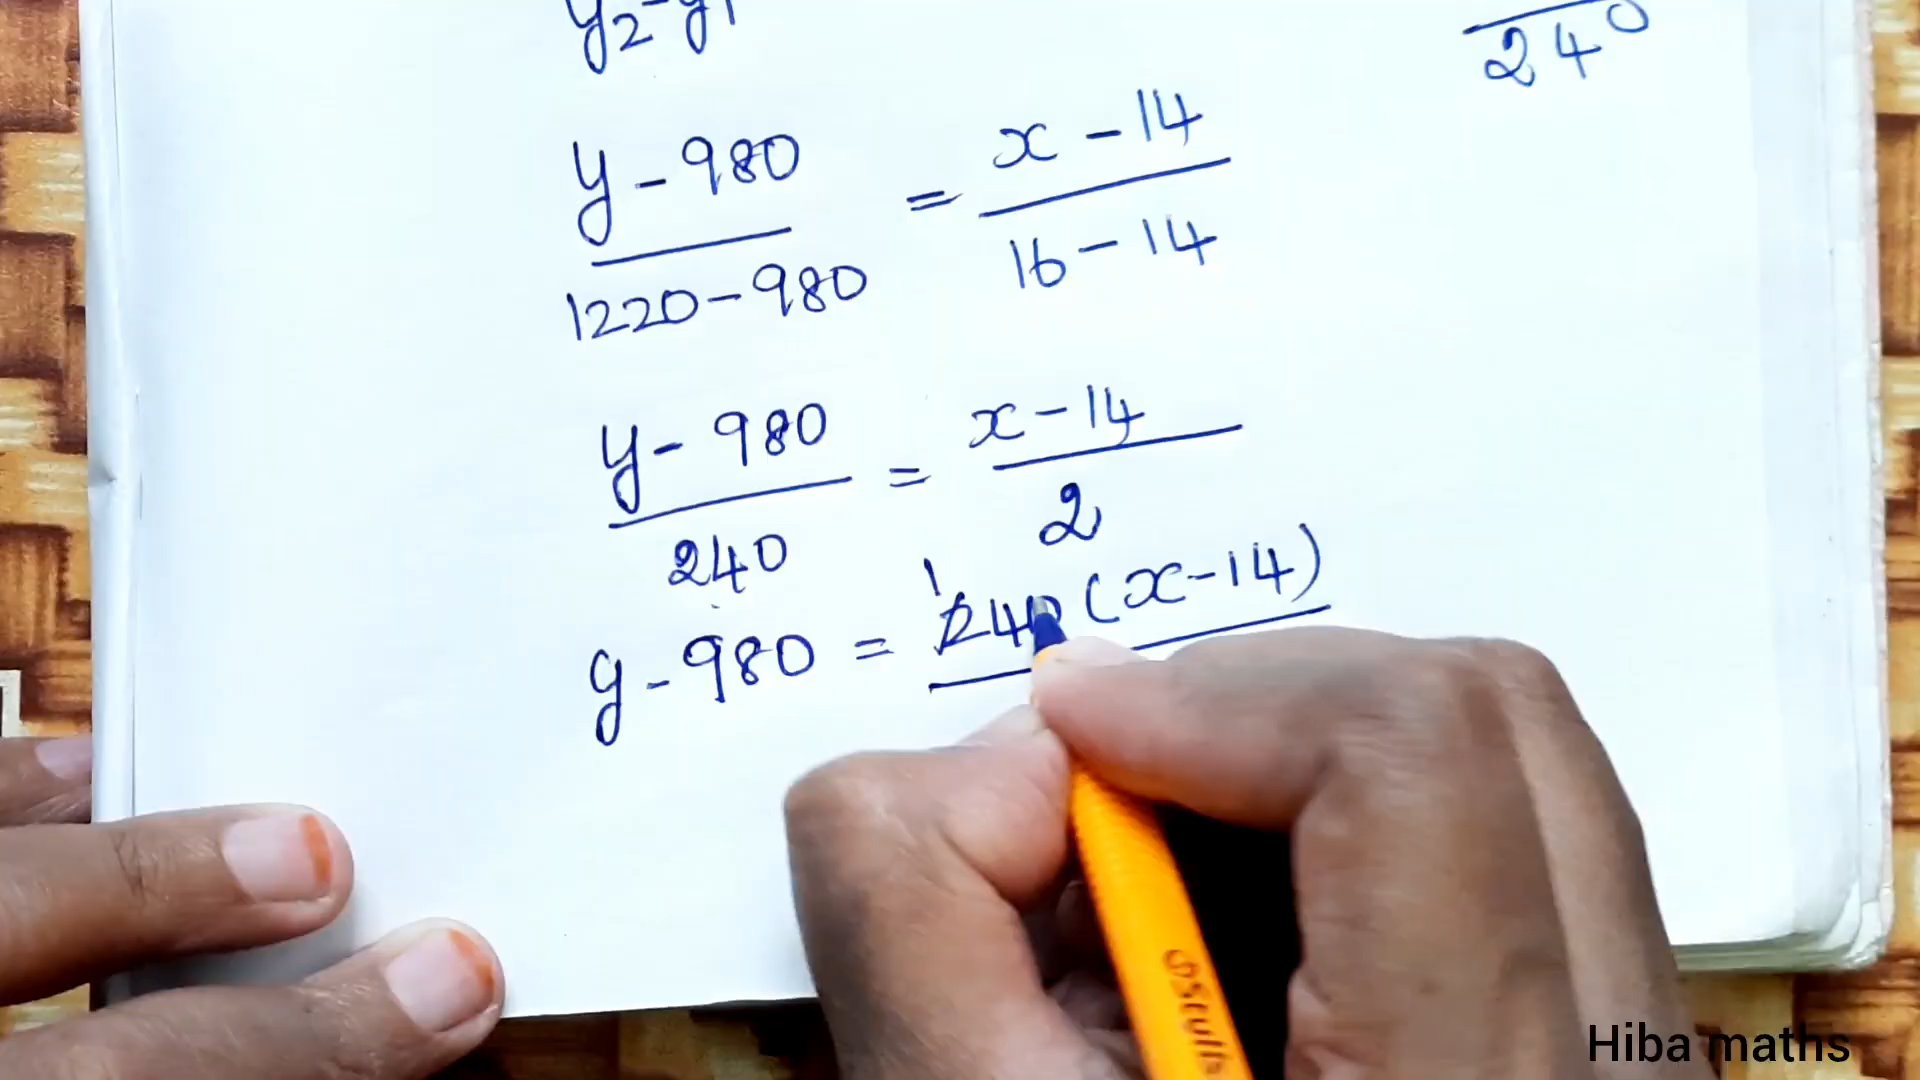 y₂-y₁
240
y - 980 = x - 14
1220 - 980 16 - 14
y - 980 = x - 14
240 2
y - 980 = 240 (x - 14)
1
Hiba maths